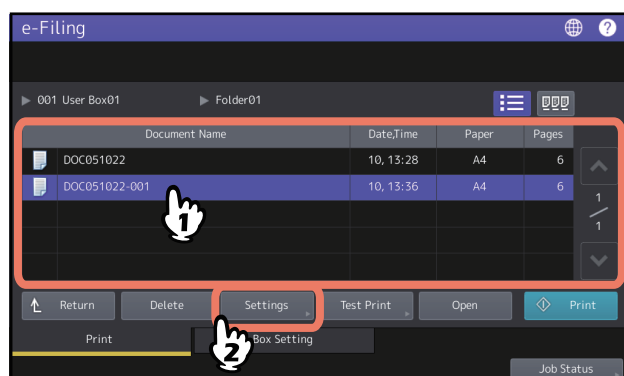 e-Filing ?
001 User Box01 Folder01
Document Name Date,Time Paper Pages
DOC051022 10, 13:28 A4 6
DOC051022-001 10, 13:36 A4 6
1
1
1
Return Delete Settings Test Print Open Print
2
Print Box Setting
Job Status